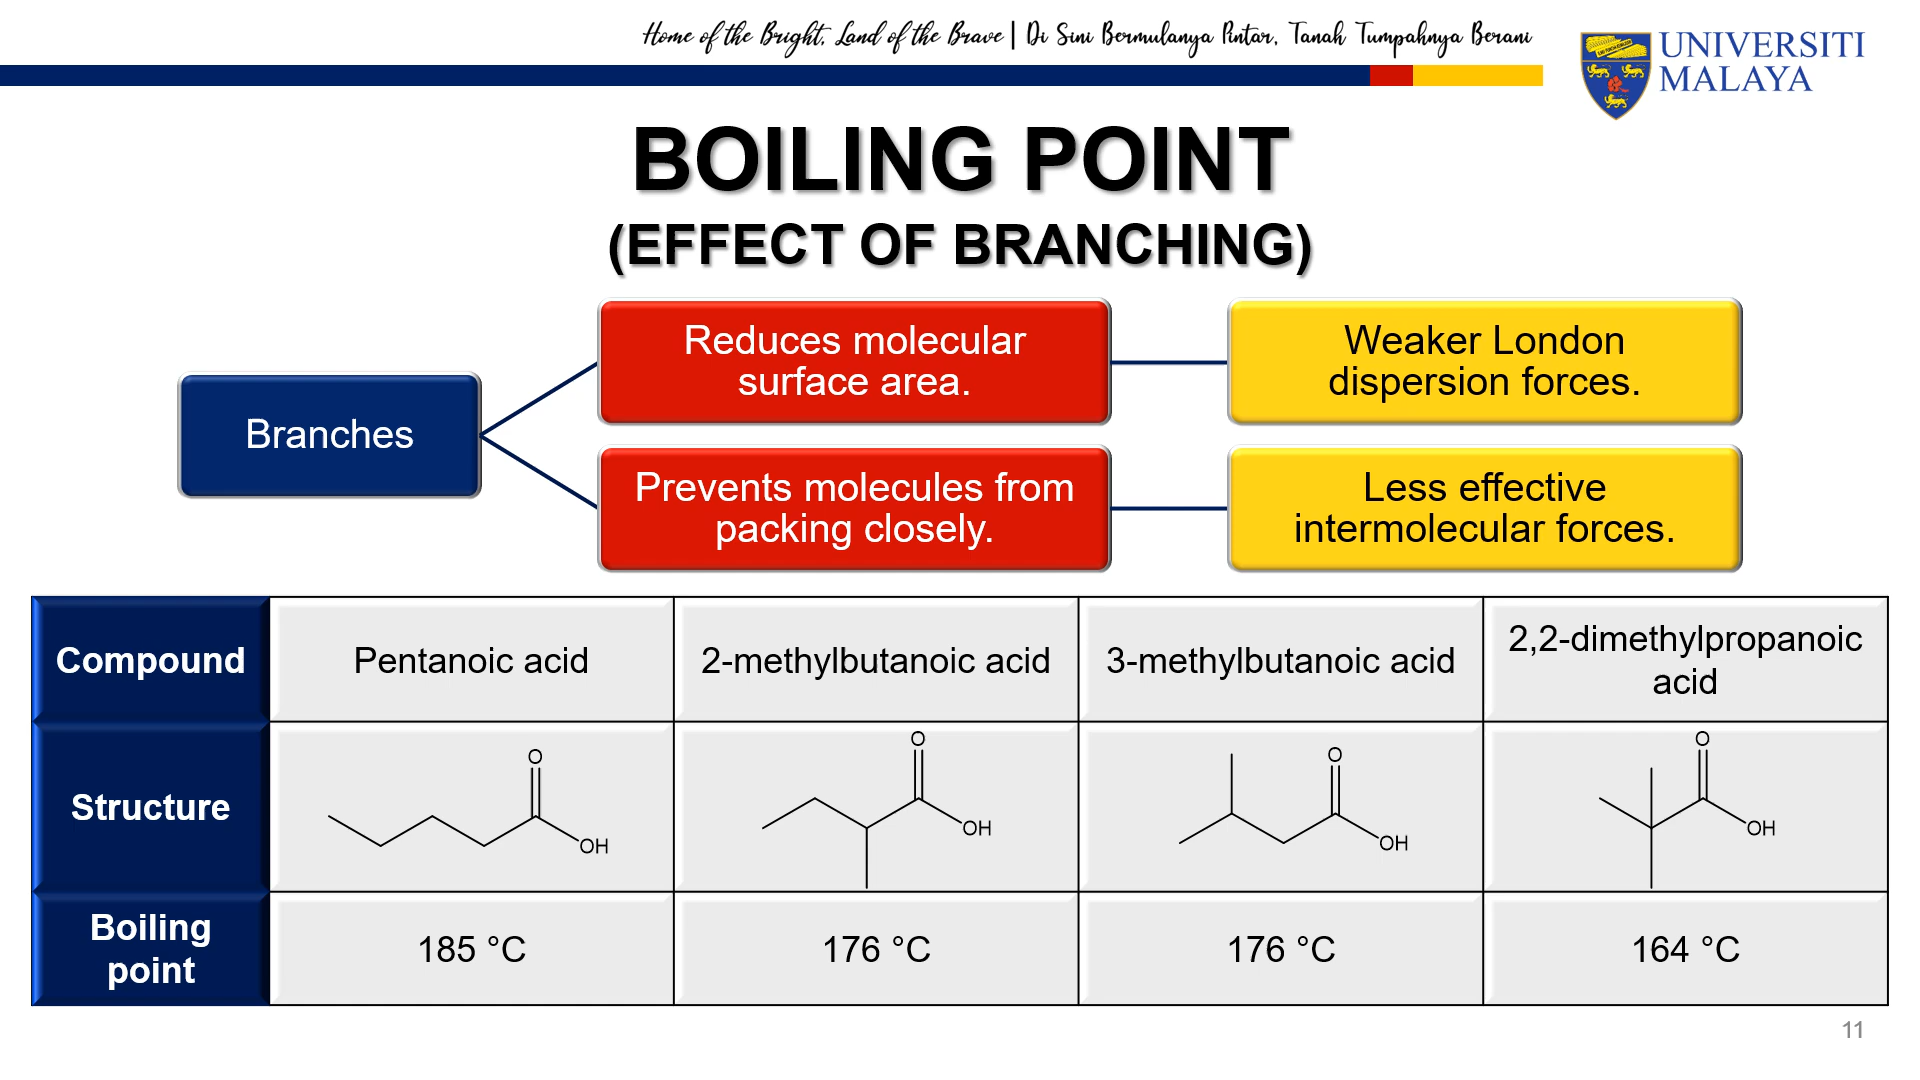 Home of the Bright, Land of the Brave | Di Sini Bermulanya Pintar, Tanah Tumpahnya Berani
UNIVERSITI
MALAYA
BOILING POINT
(EFFECT OF BRANCHING)
Branches
Reduces molecular
surface area.
Weaker London
dispersion forces.
Prevents molecules from
packing closely.
Less effective
intermolecular forces.
Compound
Pentanoic acid
2-methylbutanoic acid
3-methylbutanoic acid
2,2-dimethylpropanoic
acid
Structure
O
OH
O
OH
O
OH
O
OH
Boiling
point
185 °C
176 °C
176 °C
164 °C
11